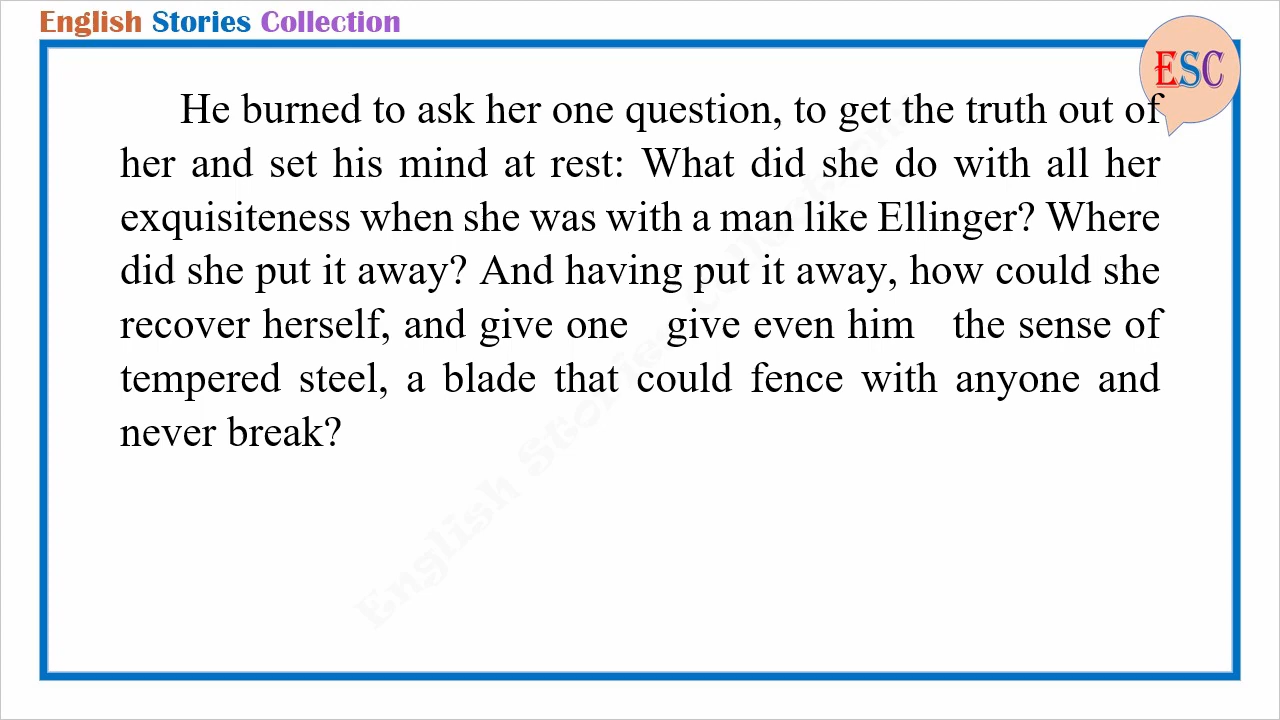 English Stories Collection
ESC
He burned to ask her one question, to get the truth out of
her and set his mind at rest: What did she do with all her
exquisiteness when she was with a man like Ellinger? Where
did she put it away? And having put it away, how could she
recover herself, and give one   give even him   the sense of
tempered steel, a blade that could fence with anyone and
never break?
English Stories Collection